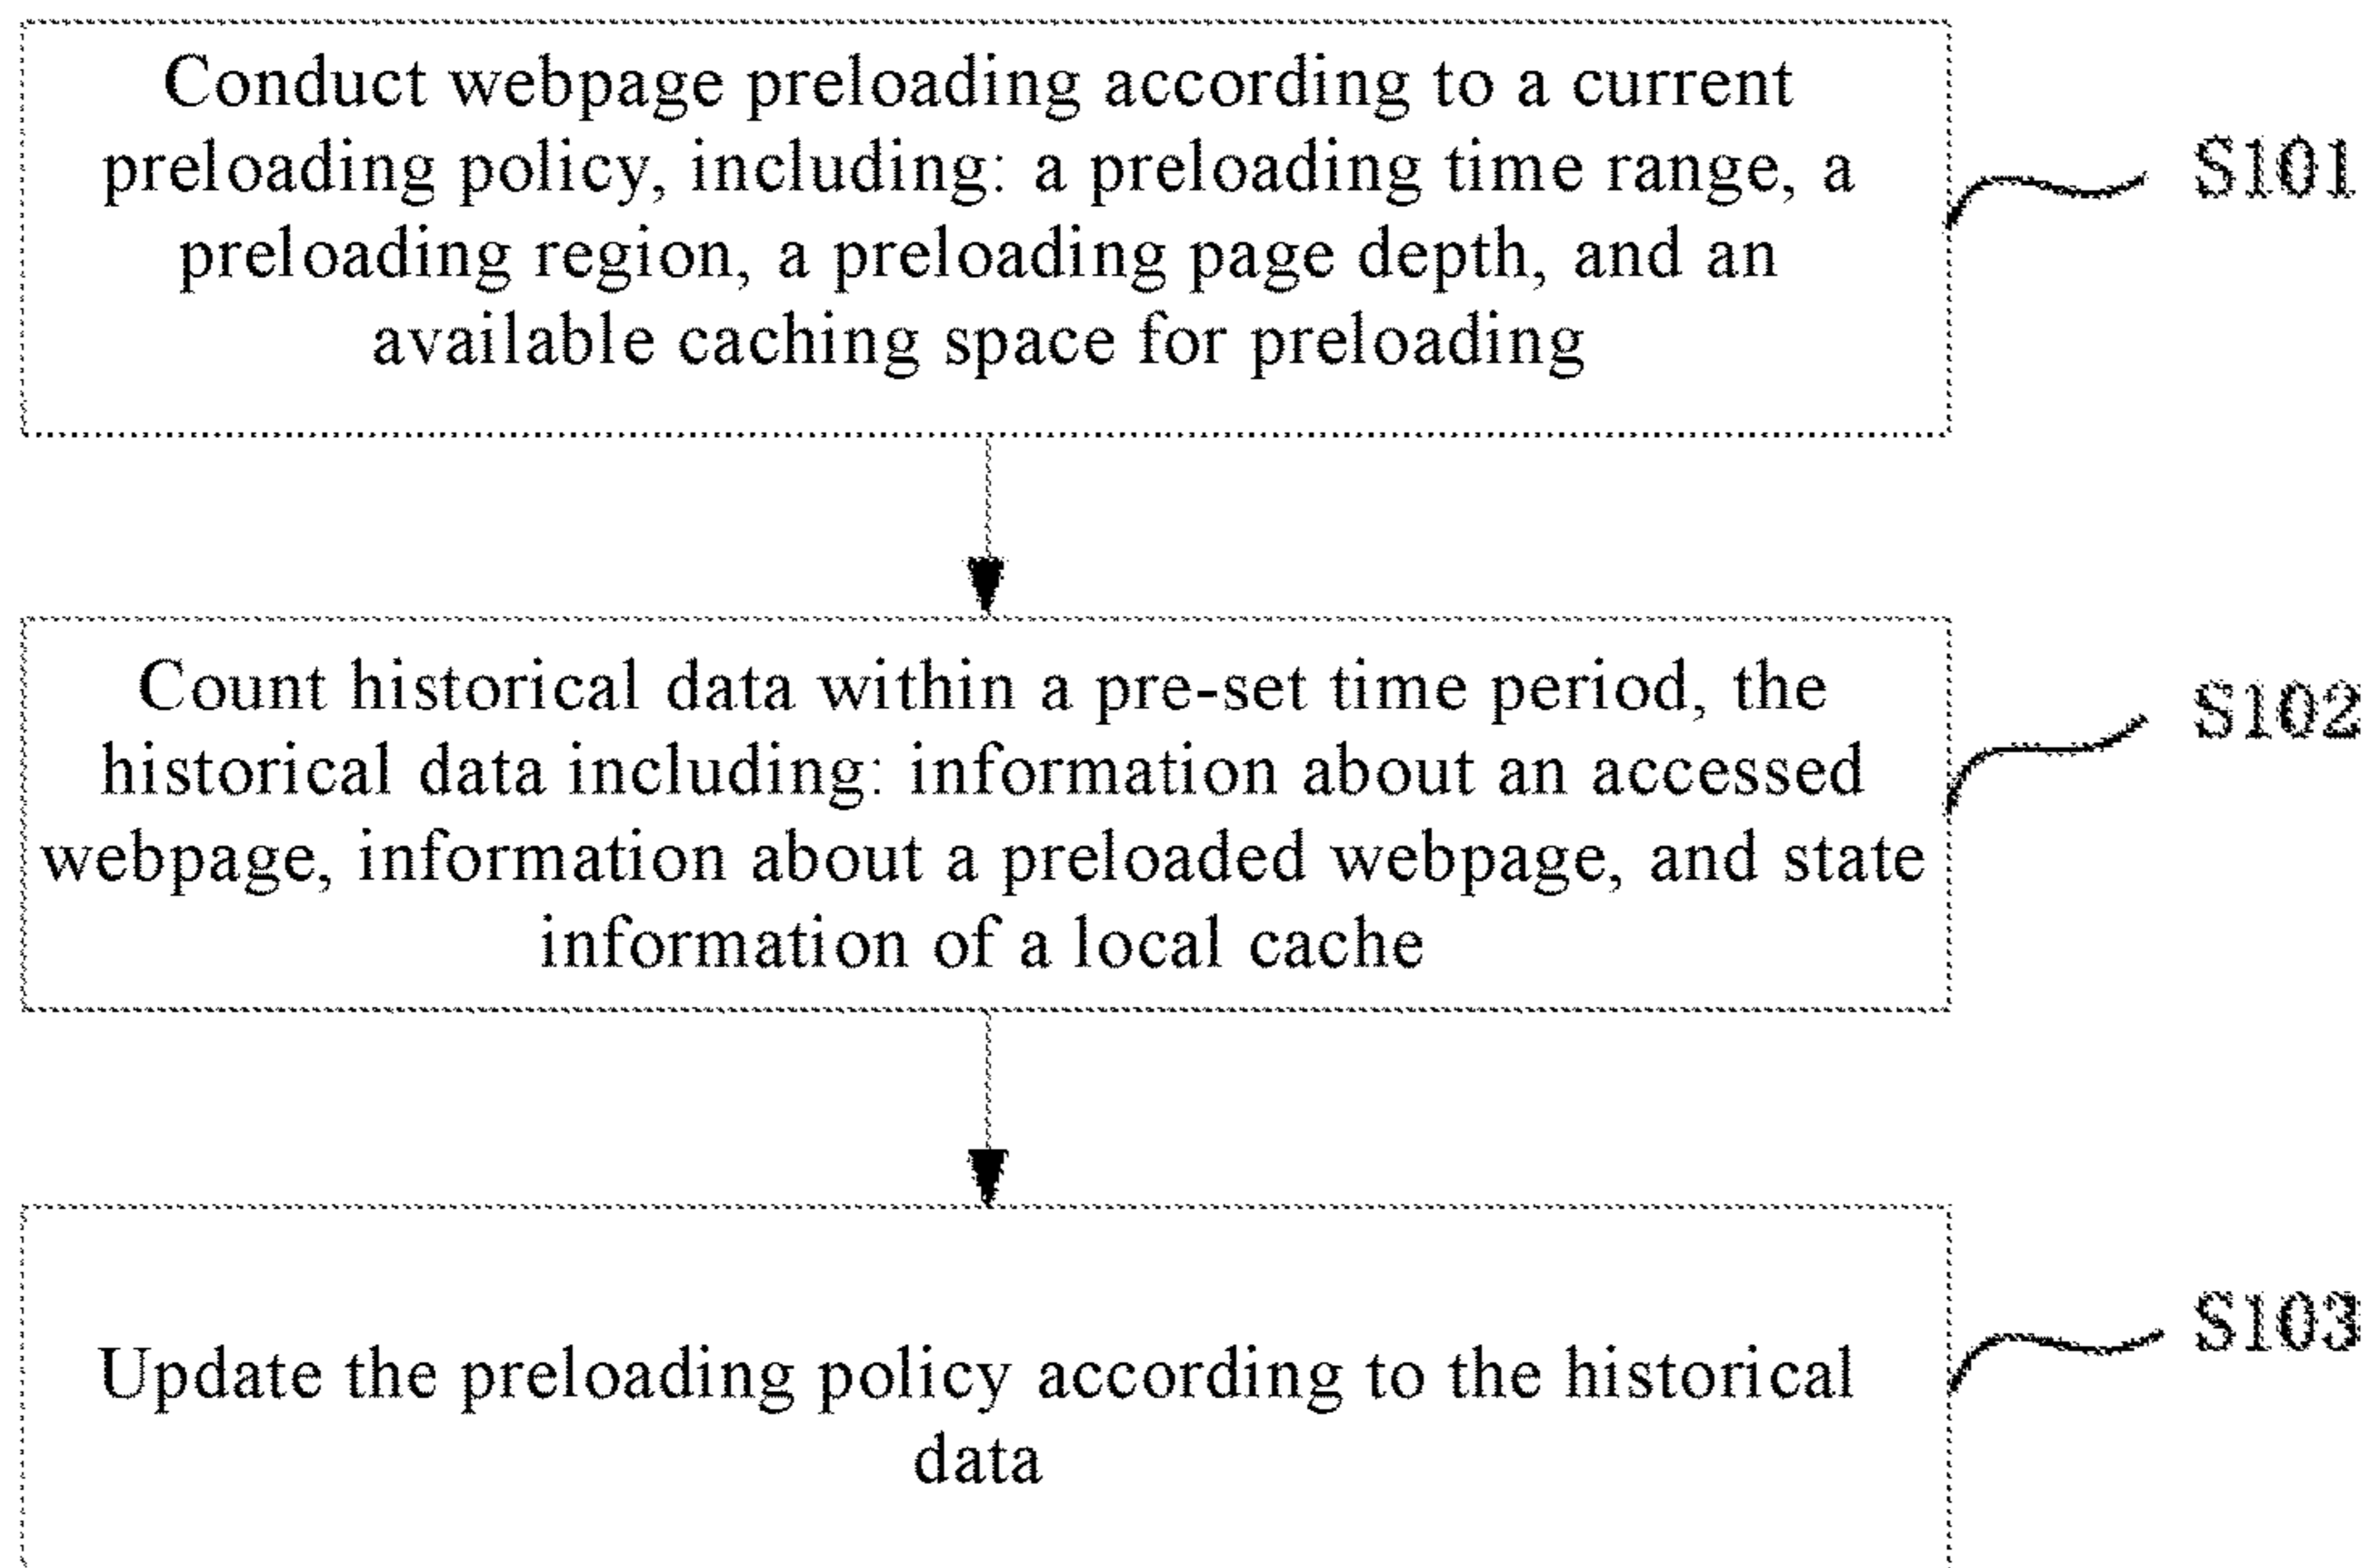 Conduct webpage preloading according to a current
preloading policy, including: a preloading time range, a
preloading region, a preloading page depth, and an
available caching space for preloading
S101
Count historical data within a pre-set time period, the
historical data including: information about an accessed
webpage, information about a preloaded webpage, and state
information of a local cache
S102
Update the preloading policy according to the historical
data
S103